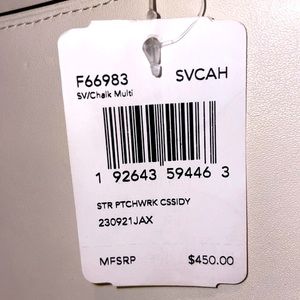 F66983 SVCAH
SV/Chalk Multi
1 92643 59446 3
STR PTCHWRK CSSIDY
230921JAX
MFSRP $450.00